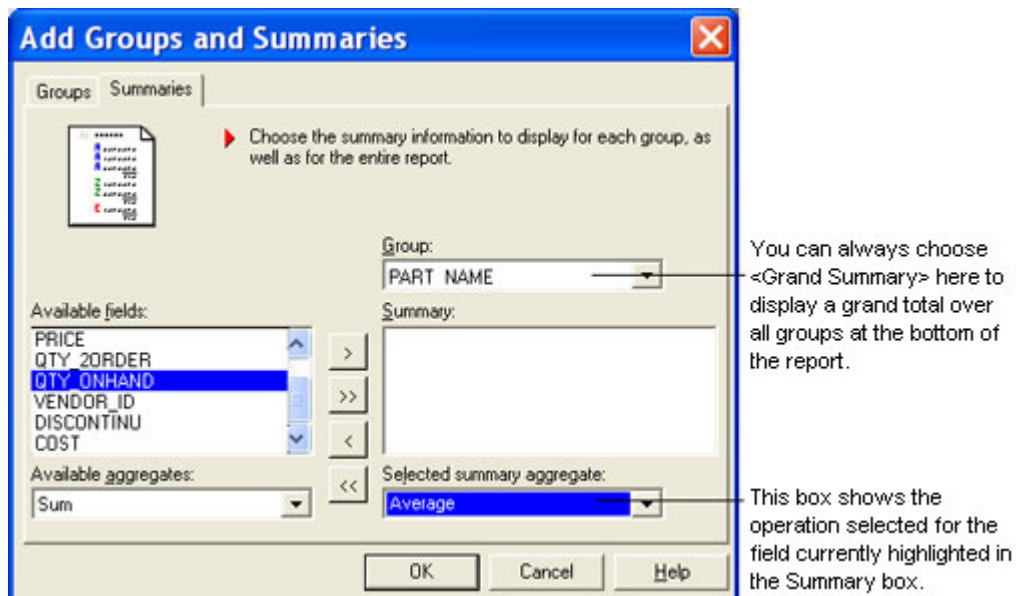 Add Groups and Summaries
Groups Summaries
Choose the summary information to display for each group, as
well as for the entire report.
Group:
PART NAME
You can always choose
<Grand Summary> here to
display a grand total over
all groups at the bottom of
the report.
Available fields:
PRICE
QTY_2ORDER
QTY_ONHAND
VENDOR_ID
DISCONTINU
COST
>
>>
<
<<
Summary:
Available aggregates:
Sum
Selected summary aggregate:
Average
This box shows the
operation selected for the
field currently highlighted in
the Summary box.
OK Cancel Help